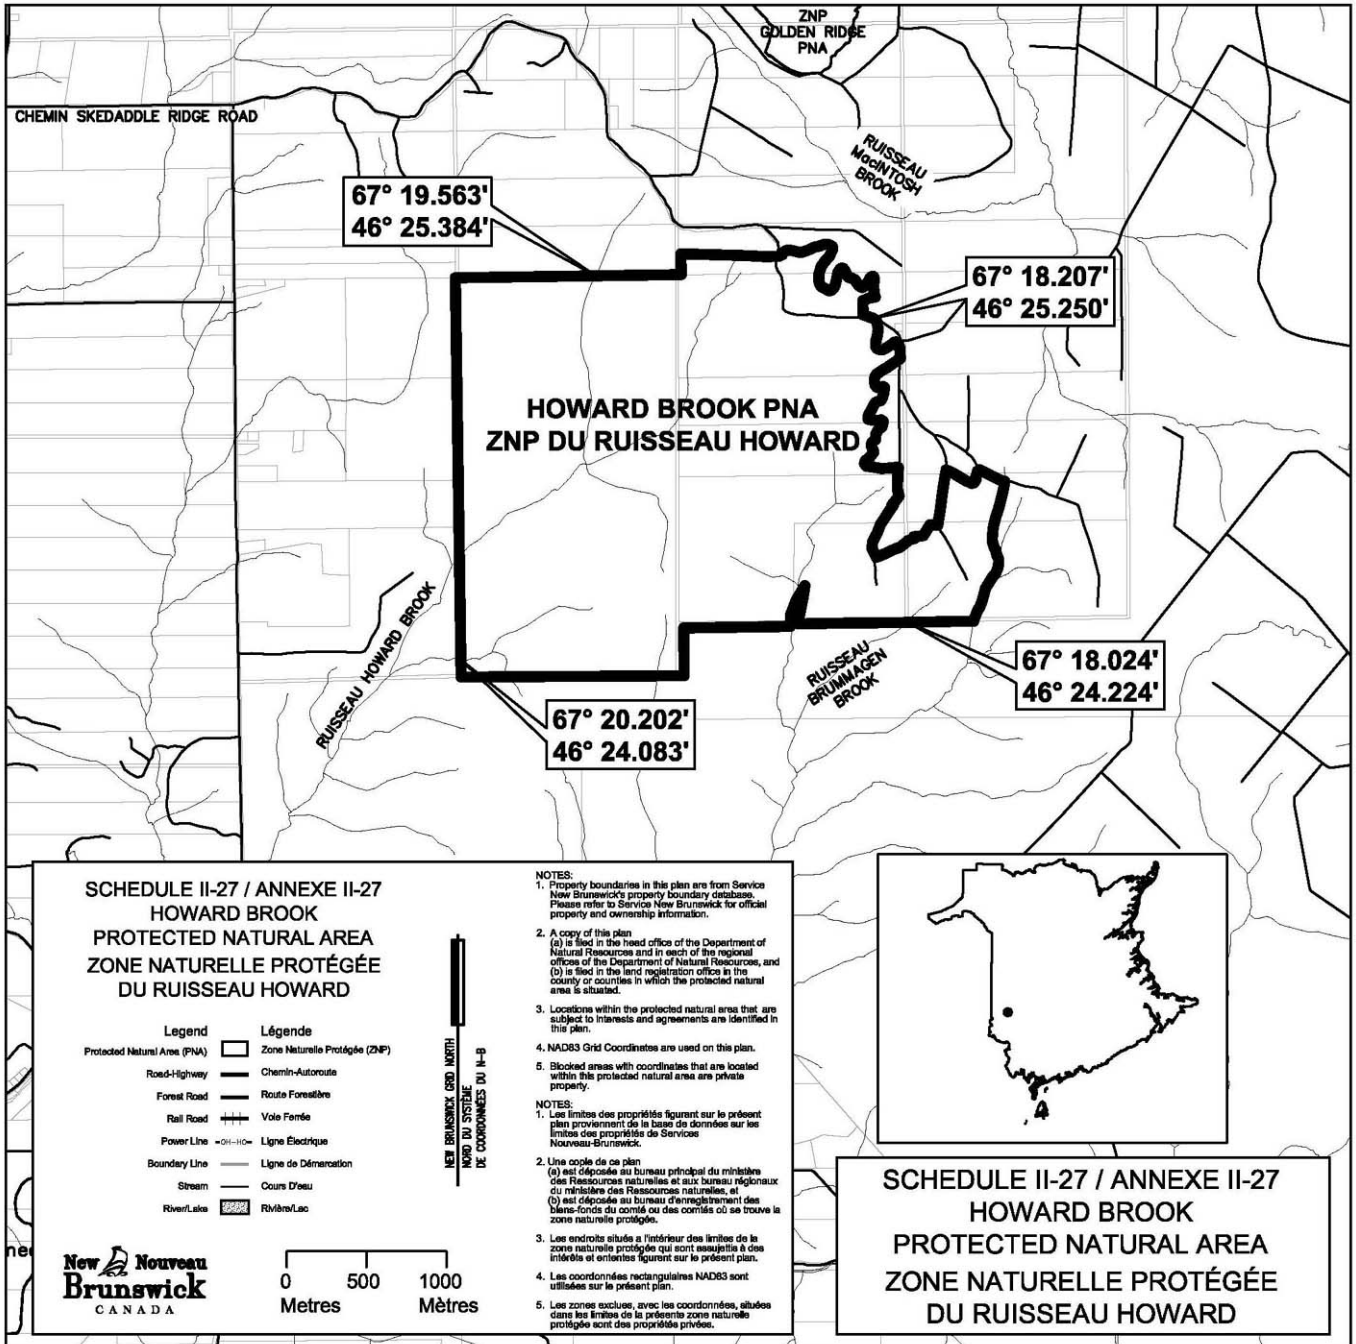 ZNP
GOLDEN RIDGE
PNA
CHEMIN SKEDADDLE RIDGE ROAD
RUISSEAU
MacINTOSH
BROOK
67° 19.563'
46° 25.384'
67° 18.207'
46° 25.250'
HOWARD BROOK PNA
ZNP DU RUISSEAU HOWARD
RUISSEAU HOWARD BROOK
RUISSEAU
BRUMMAGEN
BROOK
67° 18.024'
46° 24.224'
67° 20.202'
46° 24.083'
SCHEDULE II-27 / ANNEXE II-27
HOWARD BROOK
PROTECTED NATURAL AREA
ZONE NATURELLE PROTÉGÉE
DU RUISSEAU HOWARD
Legend Légende
Protected Natural Area (PNA) Zone Naturelle Protégée (ZNP)
Road-Highway Chemin-Autoroute
Forest Road Route Forestière
Rail Road Voie Ferrée
Power Line -OH-HO- Ligne Électrique
Boundary Line Ligne de Démarcation
Stream Cours D'eau
River/Lake Rivière/Lac
NEW BRUNSWICK GRID NORTH
NORD DU SYSTÈME
DE COORDONNÉES DU N-B
New Nouveau
Brunswick
CANADA
0 500 1000
Metres Mètres
NOTES:
1. Property boundaries in this plan are from Service
New Brunswick's property boundary database.
Please refer to Service New Brunswick for official
property and ownership information.
2. A copy of this plan
(a) is filed in the head office of the Department of
Natural Resources and in each of the regional
offices of the Department of Natural Resources, and
(b) is filed in the land registration office in the
county or counties in which the protected natural
area is situated.
3. Locations within the protected natural area that are
subject to interests and agreements are identified in
this plan.
4. NAD83 Grid Coordinates are used on this plan.
5. Blocked areas with coordinates that are located
within this protected natural area are private
property.
NOTES:
1. Les limites des propriétés figurant sur le présent
plan proviennent de la base de données sur les
limites des propriétés de Services
Nouveau-Brunswick.
2. Une copie de ce plan
(a) est déposée au bureau principal du ministère
des Ressources naturelles et aux bureau régionaux
du ministère des Ressources naturelles, et
(b) est déposée au bureau d'enregistrement des
biens-fonds du comté ou des comtés où se trouve la
zone naturelle protégée.
3. Les endroits situés a l'intérieur des limites de la
zone naturelle protégée qui sont assujettis à des
intérêts et ententes figurent sur le présent plan.
4. Les coordonnées rectangulaires NAD83 sont
utilisées sur le présent plan.
5. Les zones exclues, avec les coordonnées, situées
dans les limites de la présente zone naturelle
protégée sont des propriétés privées.
SCHEDULE II-27 / ANNEXE II-27
HOWARD BROOK
PROTECTED NATURAL AREA
ZONE NATURELLE PROTÉGÉE
DU RUISSEAU HOWARD